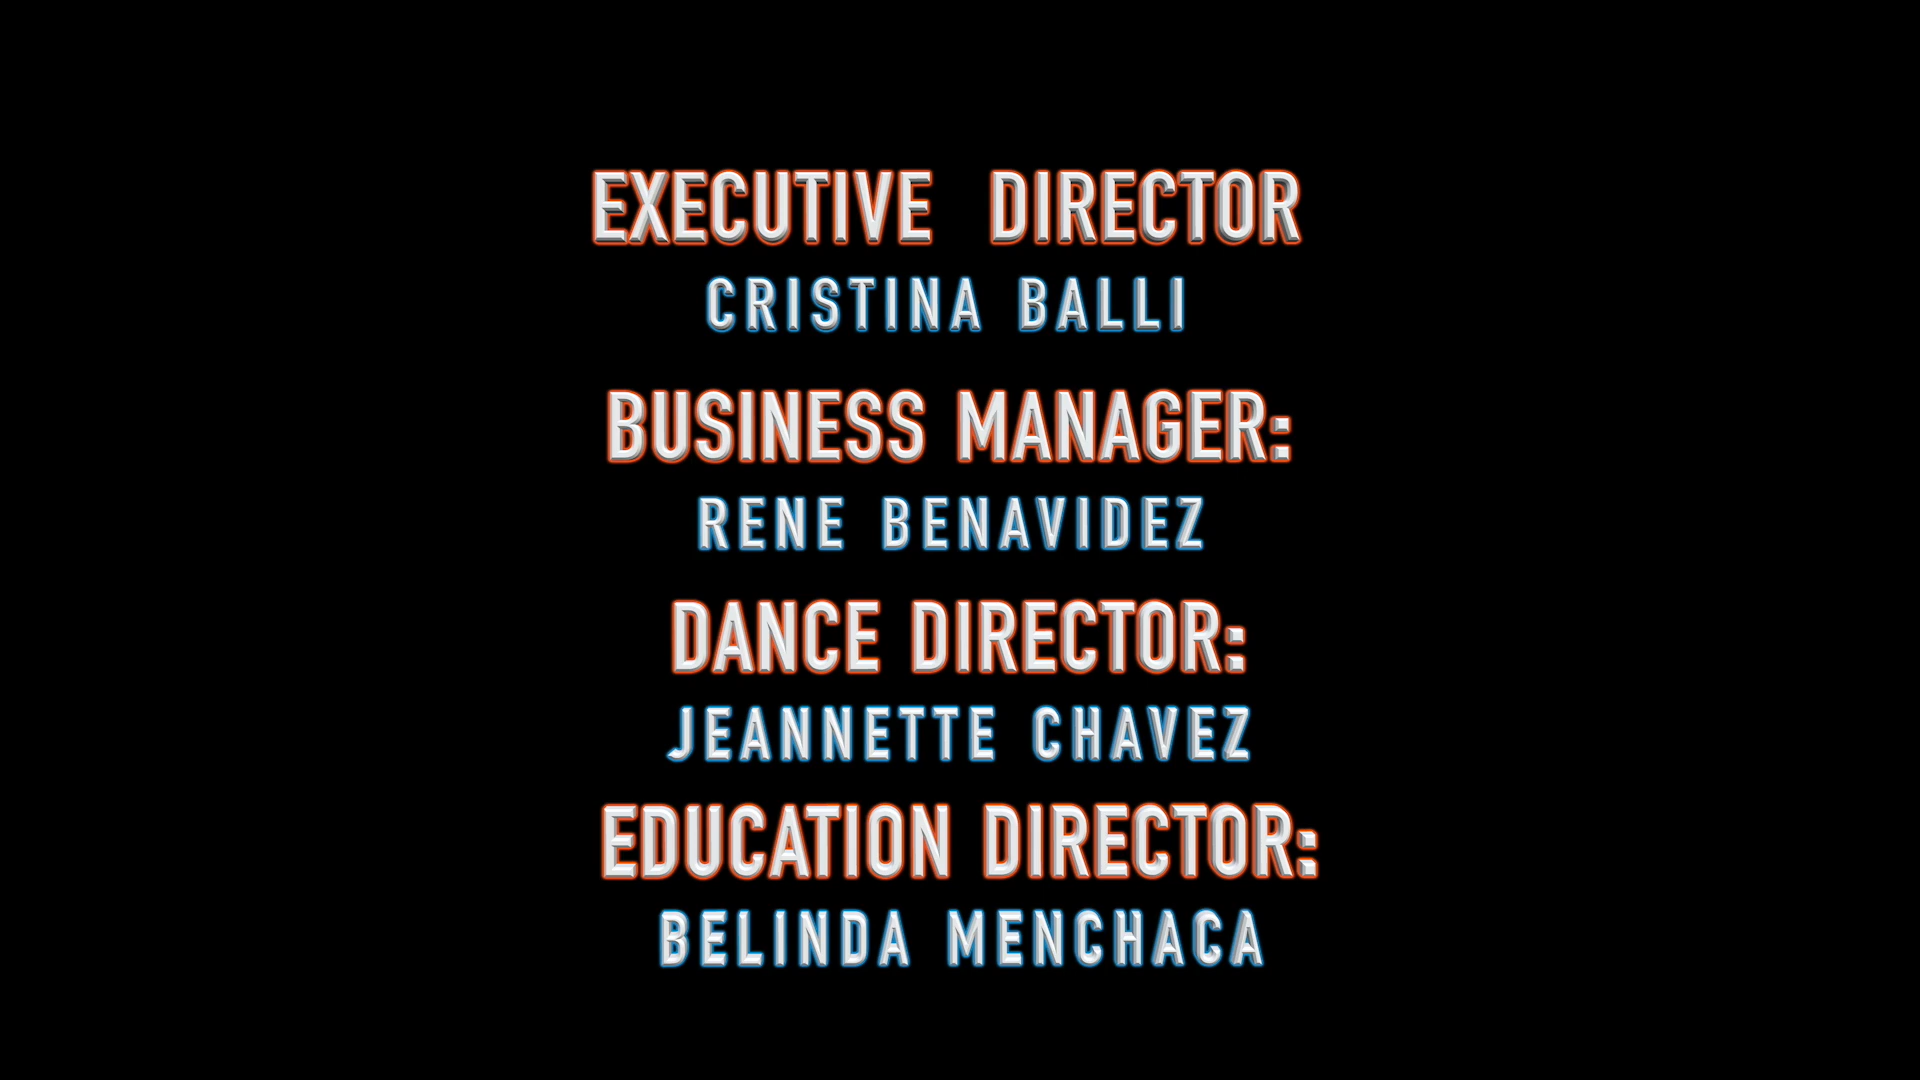 EXECUTIVE DIRECTOR
CRISTINA BALLI
BUSINESS MANAGER:
RENE BENAVIDEZ
DANCE DIRECTOR:
JEANNETTE CHAVEZ
EDUCATION DIRECTOR:
BELINDA MENCHACA